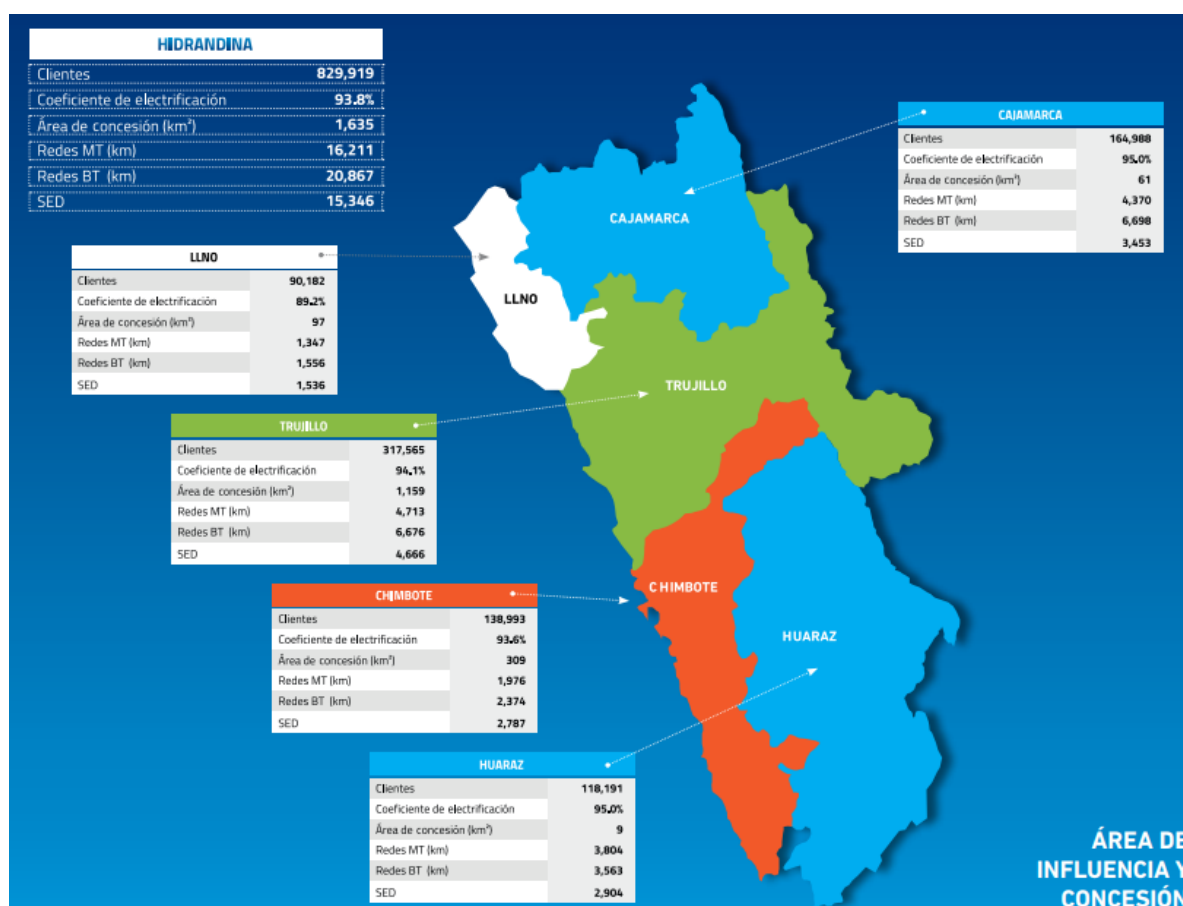 HIDRANDINA
Clientes 829,919
Coeficiente de electrificación 93.8%
Área de concesión (km²) 1,635
Redes MT (km) 16,211
Redes BT (km) 20,867
SED 15,346
CAJAMARCA
Clientes 164,988
Coeficiente de electrificación 95.0%
Área de concesión (km²) 61
Redes MT (km) 4,370
Redes BT (km) 6,698
SED 3,453
LLNO
Clientes 90,182
Coeficiente de electrificación 89.2%
Área de concesión (km²) 97
Redes MT (km) 1,347
Redes BT (km) 1,556
SED 1,536
TRUJILLO
Clientes 317,565
Coeficiente de electrificación 94.1%
Área de concesión (km²) 1,159
Redes MT (km) 4,713
Redes BT (km) 6,676
SED 4,666
CHIMBOTE
Clientes 138,993
Coeficiente de electrificación 93.6%
Área de concesión (km²) 309
Redes MT (km) 1,976
Redes BT (km) 2,374
SED 2,787
HUARAZ
Clientes 118,191
Coeficiente de electrificación 95.0%
Área de concesión (km²) 9
Redes MT (km) 3,804
Redes BT (km) 3,563
SED 2,904
CAJAMARCA
LLNO
TRUJILLO
CHIMBOTE
HUARAZ
ÁREA DE
INFLUENCIA Y
CONCESIÓN